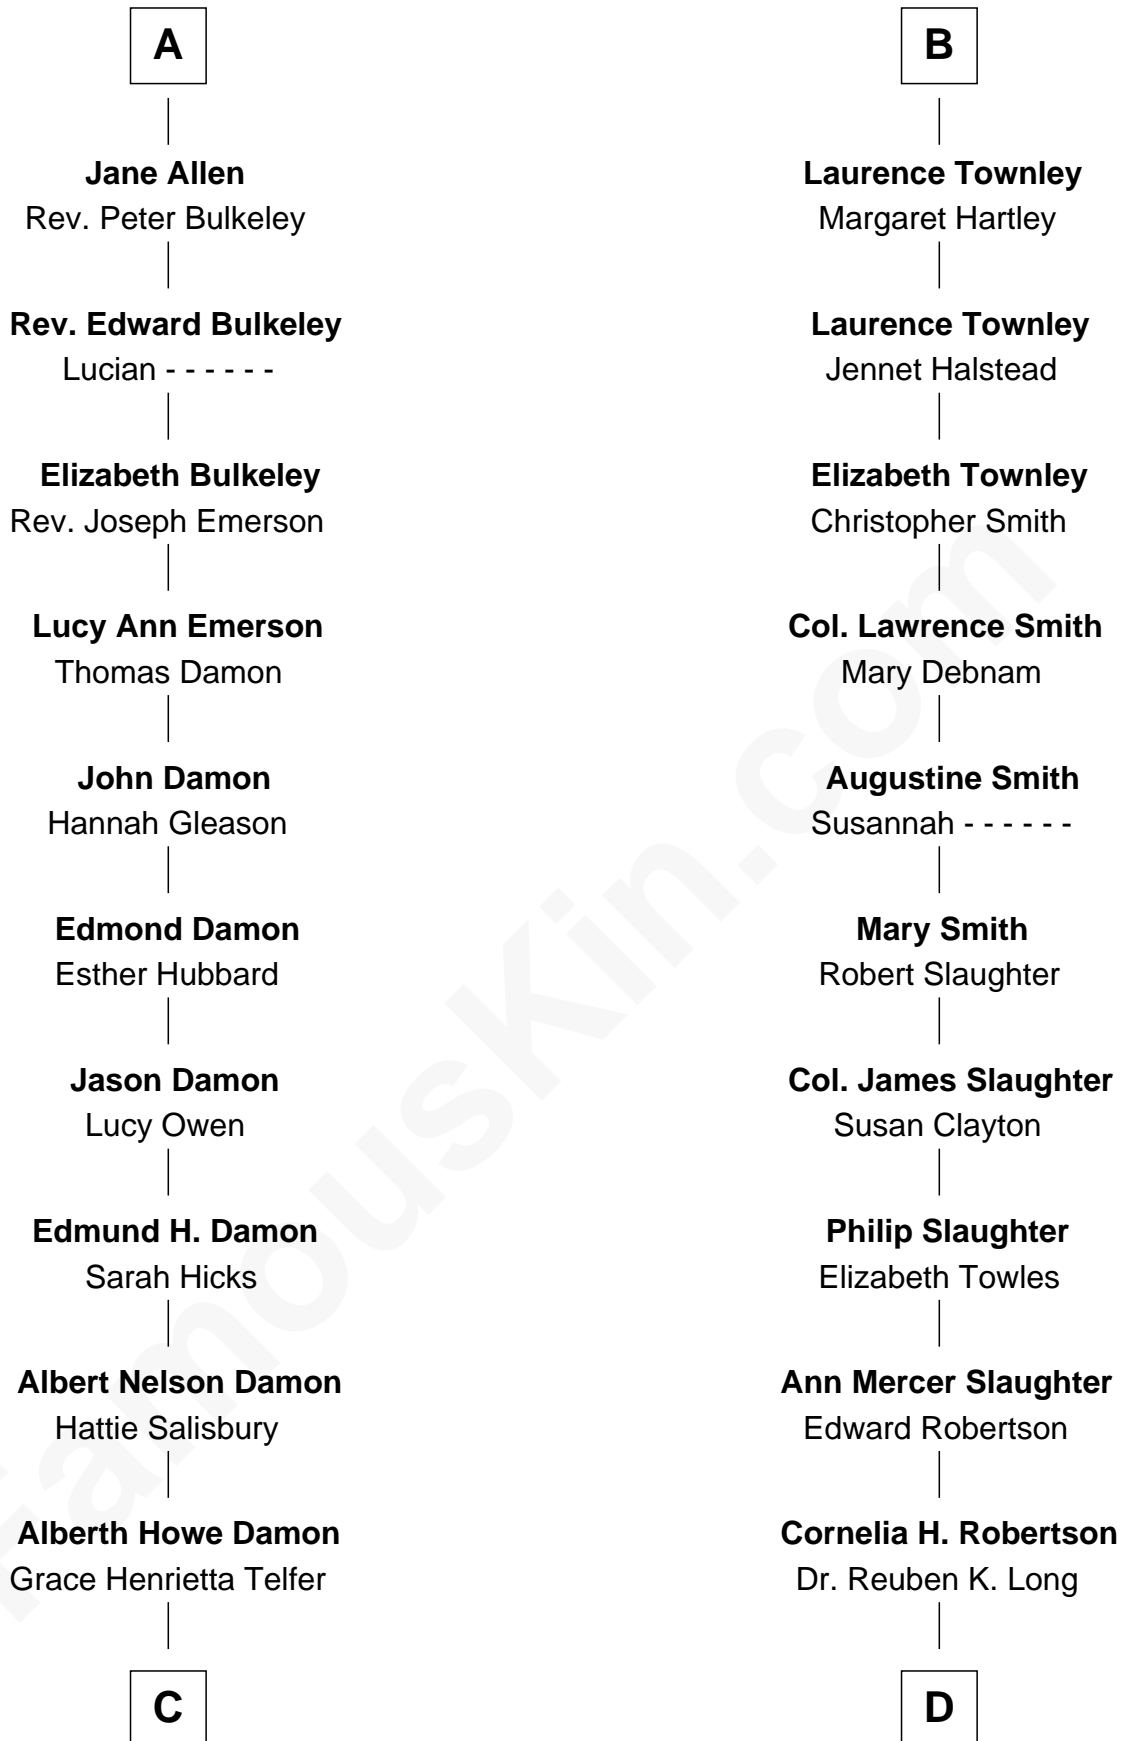 A
Jane Allen
Rev. Peter Bulkeley
Rev. Edward Bulkeley
Lucian - - - - - -
Elizabeth Bulkeley
Rev. Joseph Emerson
Lucy Ann Emerson
Thomas Damon
John Damon
Hannah Gleason
Edmond Damon
Esther Hubbard
Jason Damon
Lucy Owen
Edmund H. Damon
Sarah Hicks
Albert Nelson Damon
Hattie Salisbury
Alberth Howe Damon
Grace Henrietta Telfer
C
B
Laurence Townley
Margaret Hartley
Laurence Townley
Jennet Halstead
Elizabeth Townley
Christopher Smith
Col. Lawrence Smith
Mary Debnam
Augustine Smith
Susannah - - - - - -
Mary Smith
Robert Slaughter
Col. James Slaughter
Susan Clayton
Philip Slaughter
Elizabeth Towles
Ann Mercer Slaughter
Edward Robertson
Cornelia H. Robertson
Dr. Reuben K. Long
D
FamousKin.com